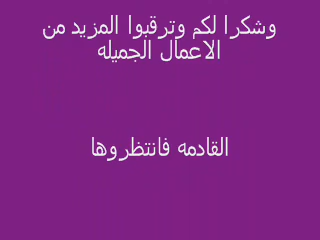 وشكرا لكم وترقبوا المزيد من
الاعمال الجميله
القادمه فانتظروها